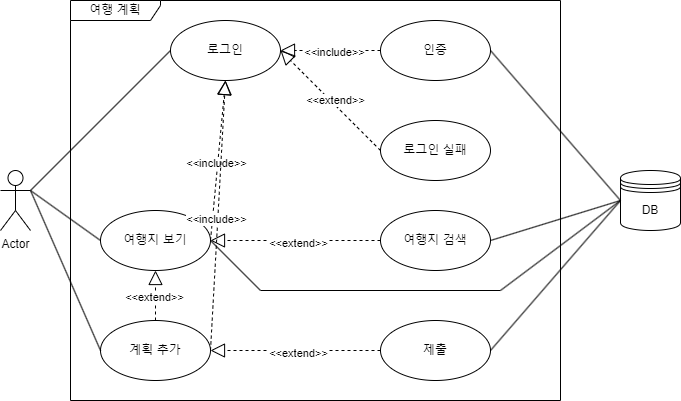 여행 계획
로그인
<<include>>
인증
<<extend>>
로그인 실패
<<include>>
Actor
<<include>>
여행지 보기
<<extend>>
여행지 검색
DB
<<extend>>
계획 추가
<<extend>>
제출